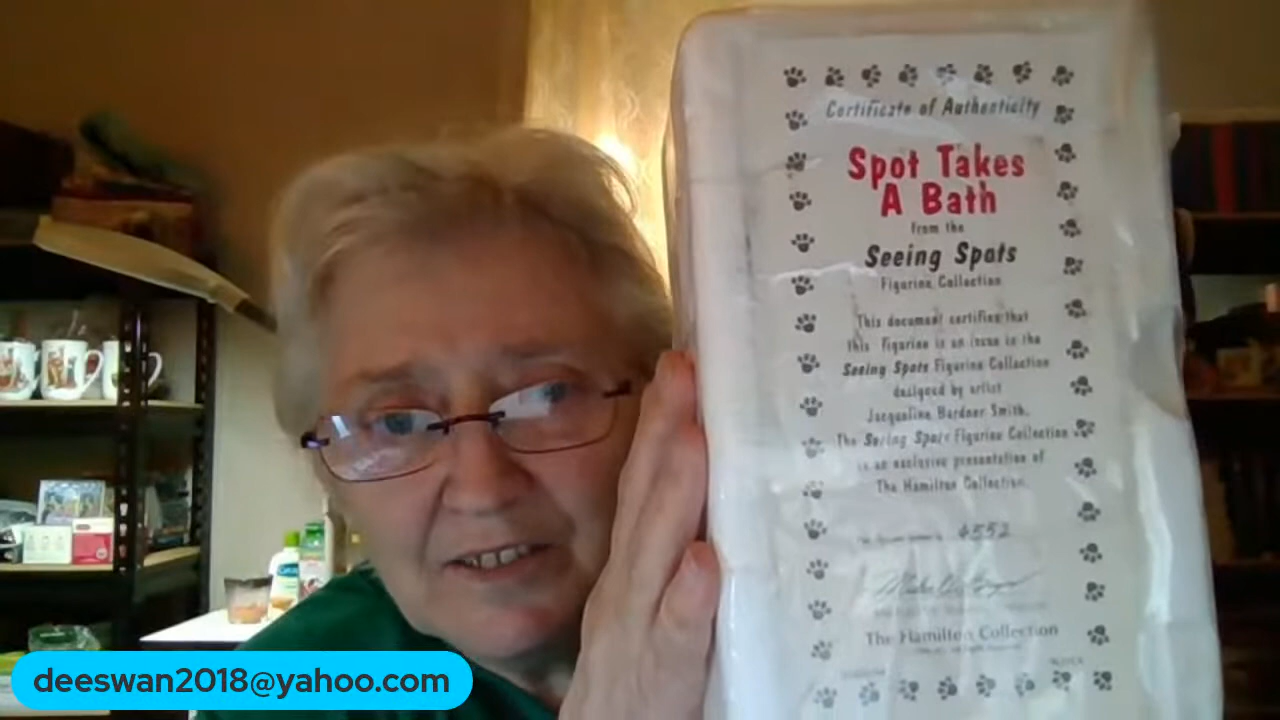 Certificate of Authenticity
Spot Takes
A Bath
from the
Seeing Spots
Figurine Collection
This document certifies that
this Figurine is an issue in the
Seeing Spots Figurine Collection
designed by artist
Jacqueline Bardner Smith.
The Seeing Spots Figurine Collection
is an exclusive presentation of
The Hamilton Collection.
4552
The Hamilton Collection
deeswan2018@yahoo.com